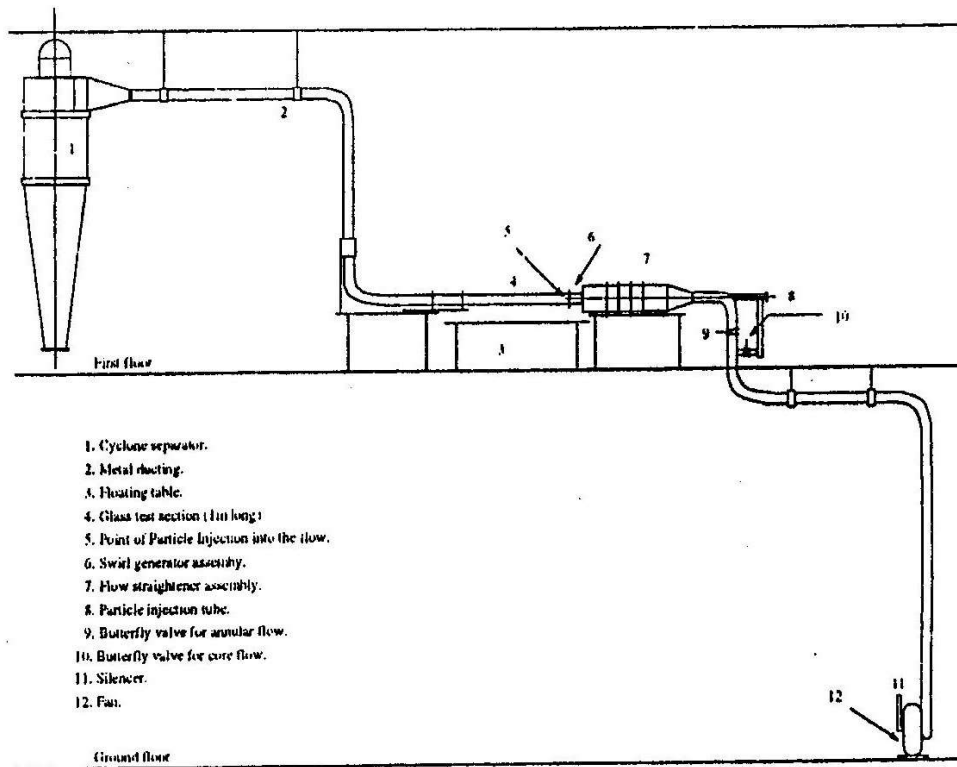 1
2
5
6
7
4
8
9
10
3
First floor
1. Cyclone separator.
2. Metal ducting.
3. Floating table.
4. Glass test section (1m long)
5. Point of Particle Injection into the flow.
6. Swirl generator assemby.
7. Flow straightener assembly.
8. Particle injection tube.
9. Butterfly valve for annular flow.
10. Butterfly valve for core flow.
11. Silencer.
12. Fan.
11
12
Ground floor